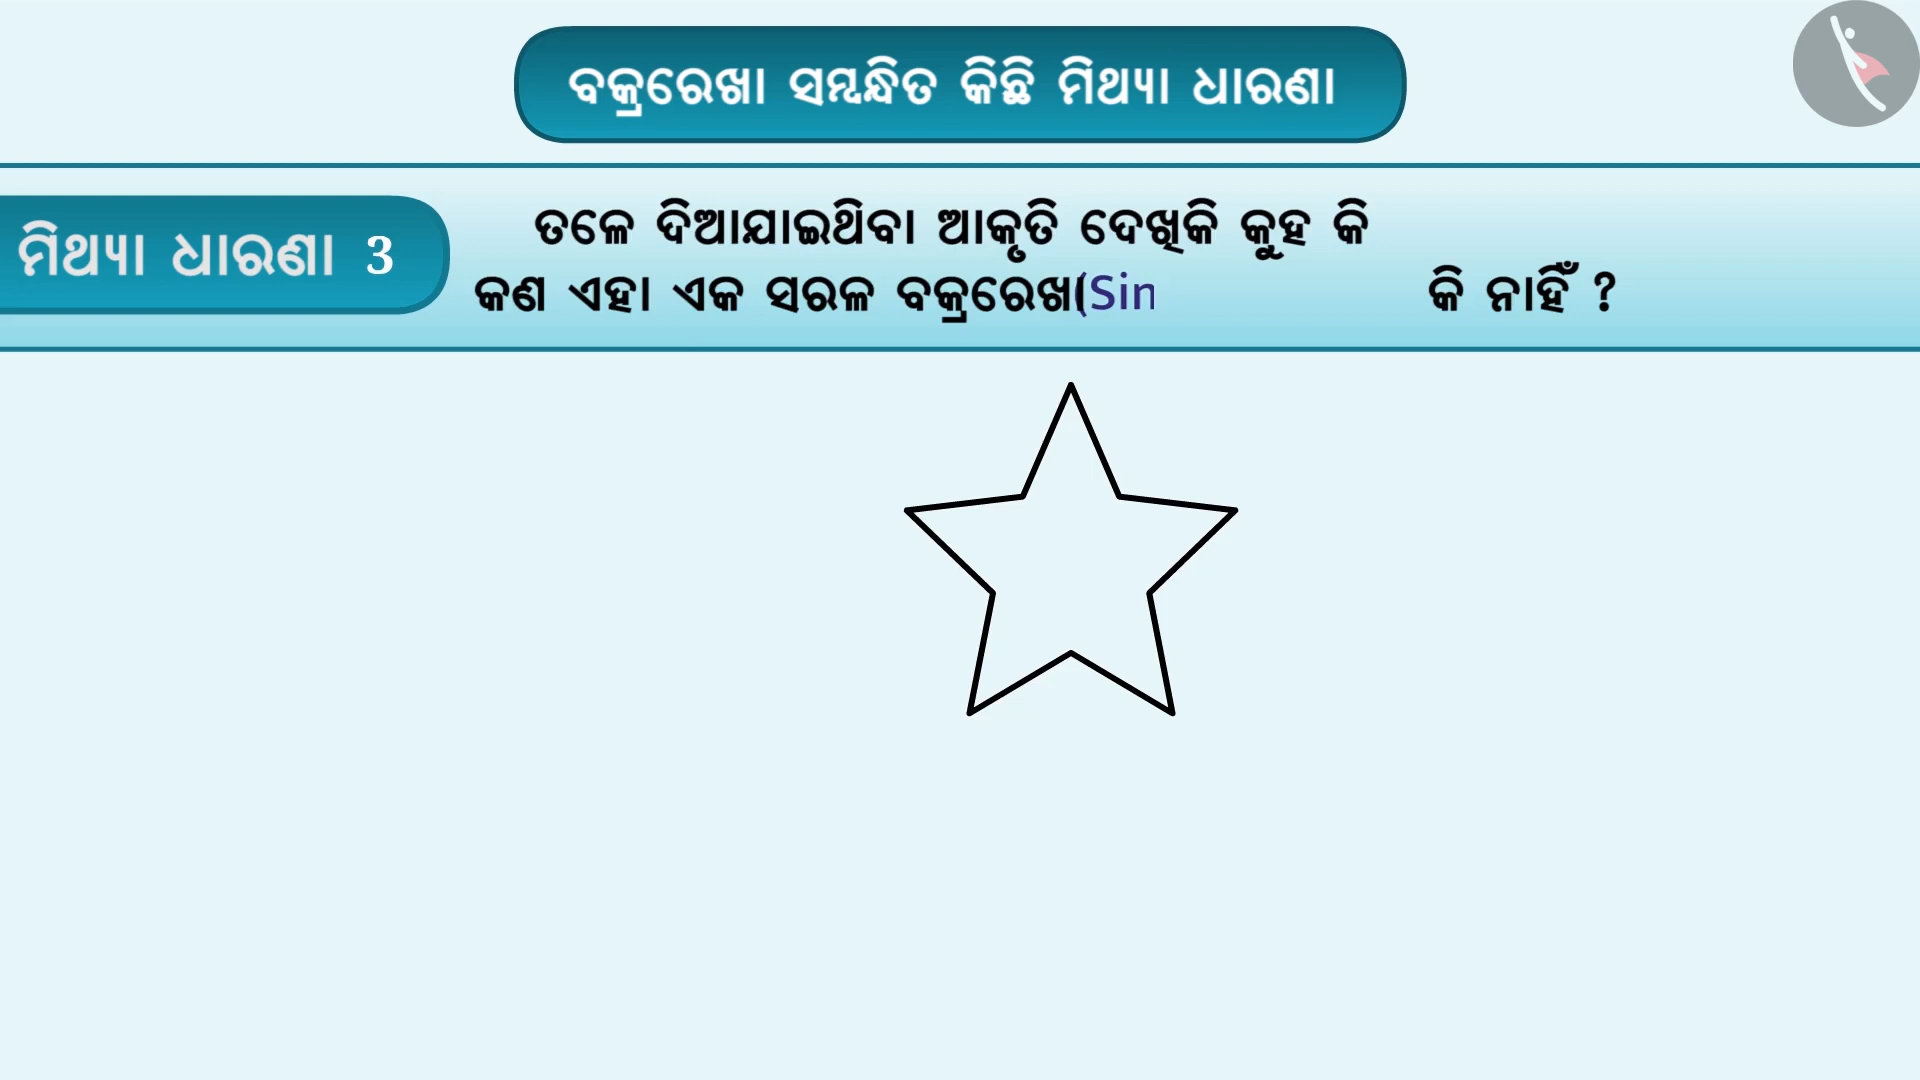 ବକ୍ରରେଖା ସମ୍ବନ୍ଧିତ କିଛି ମିଥ୍ୟା ଧାରଣା
ମିଥ୍ୟା ଧାରଣା 3
ତଳେ ଦିଆଯାଇଥିବା ଆକୃତି ଦେଖିକି କୁହ କି
କଣ ଏହା ଏକ ସରଳ ବକ୍ରରେଖା(Sin କି ନାହିଁ ?